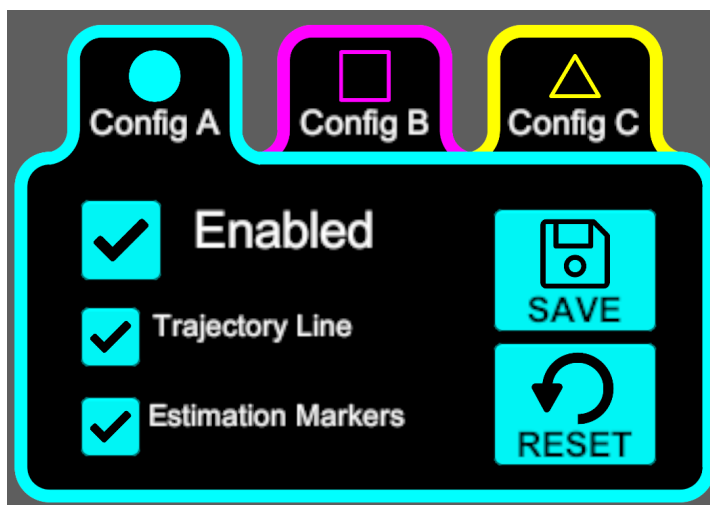 Config A
Config B
Config C
Enabled
SAVE
Trajectory Line
Estimation Markers
RESET